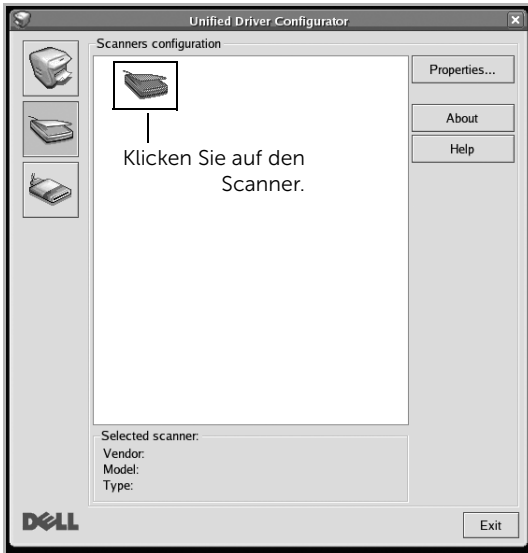 Unified Driver Configurator
Scanners configuration
Properties...
About
Help
Klicken Sie auf den
Scanner.
Selected scanner:
Vendor:
Model:
Type:
DELL
Exit